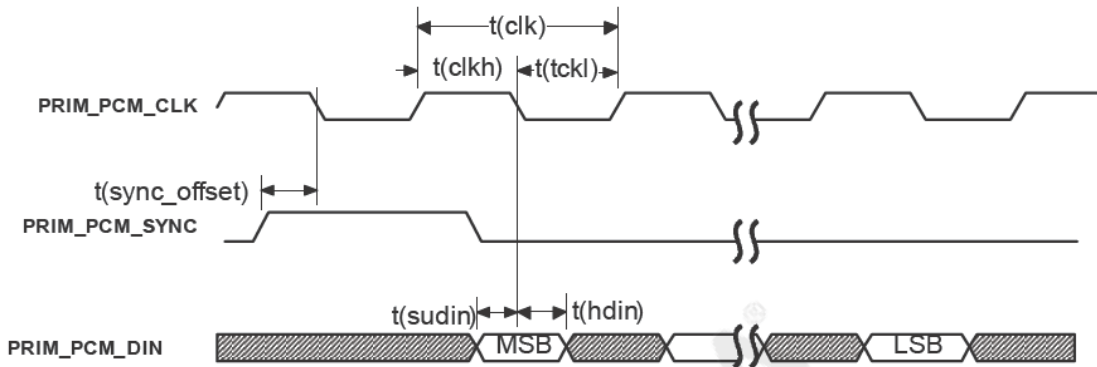 t(clk)
t(clkh) t(tckl)
PRIM_PCM_CLK
t(sync_offset)
PRIM_PCM_SYNC
t(sudin) t(hdin)
PRIM_PCM_DIN MSB LSB